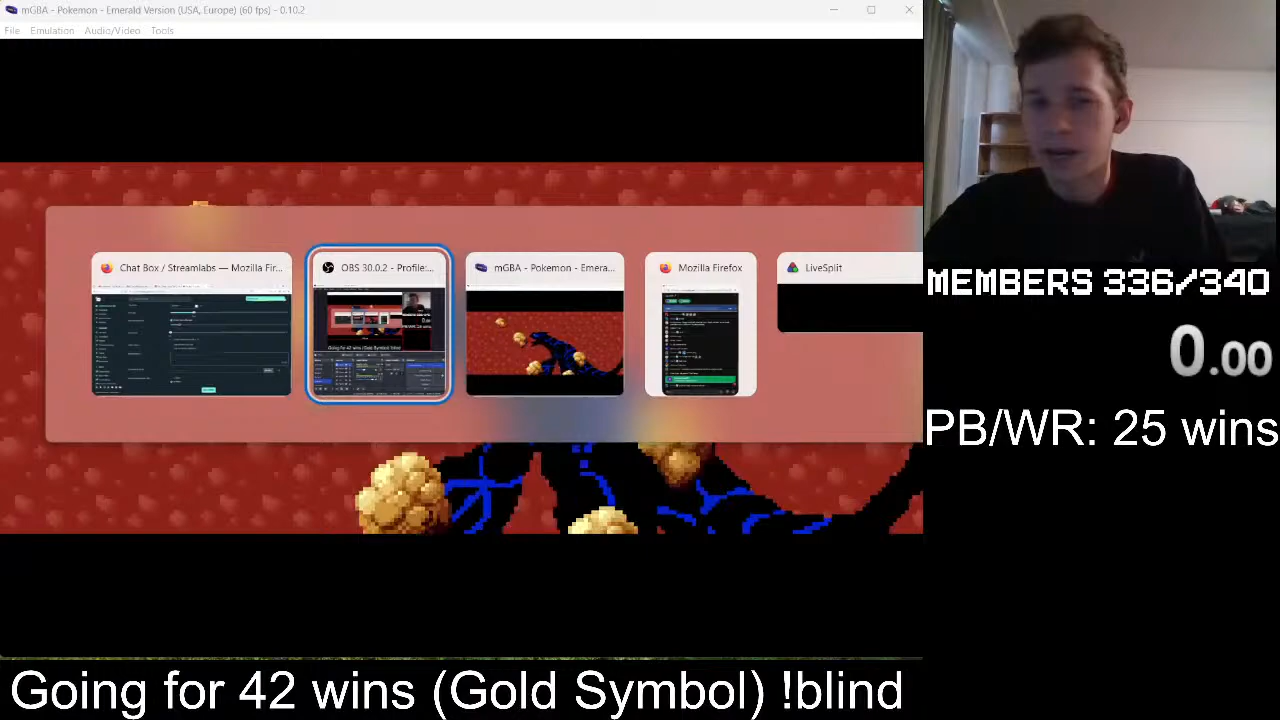 mGBA - Pokemon - Emerald Version (USA, Europe) (60 fps) - 0.10.2
File Emulation Audio/Video Tools
Chat Box / Streamlabs — Mozilla Fir...
OBS 30.0.2 - Profile:...
mGBA - Pokemon - Emera...
Mozilla Firefox
LiveSplit
MEMBERS 336/340
0.00
PB/WR: 25 wins
Going for 42 wins (Gold Symbol) !blind